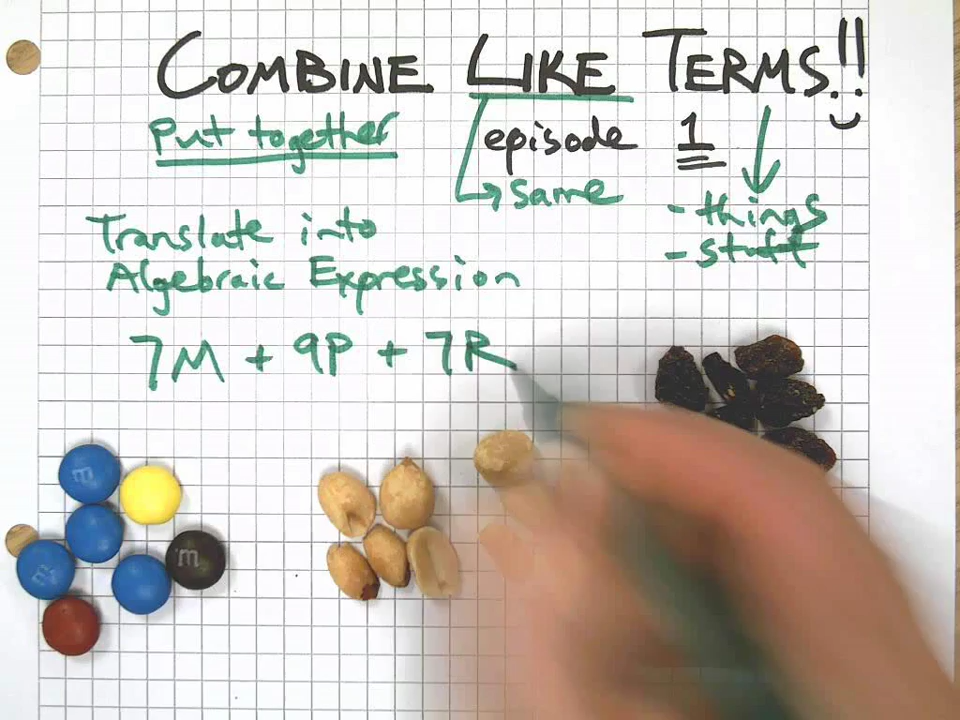 COMBINE LIKE TERMS!!
Put together
episode 1
same
- things
- stuff
Translate into
Algebraic Expression
7M + 9P + 7R
m
m
m